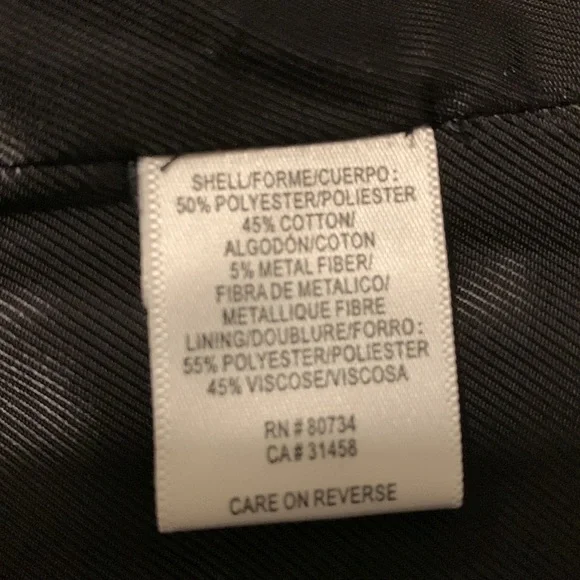 SHELL/FORME/CUERPO:
50% POLYESTER/POLIESTER
45% COTTON/
ALGODÓN/COTON
5% METAL FIBER/
FIBRA DE METALICO/
METALLIQUE FIBRE
LINING/DOUBLURE/FORRO:
55% POLYESTER/POLIESTER
45% VISCOSE/VISCOSA
RN # 80734
CA # 31458
CARE ON REVERSE